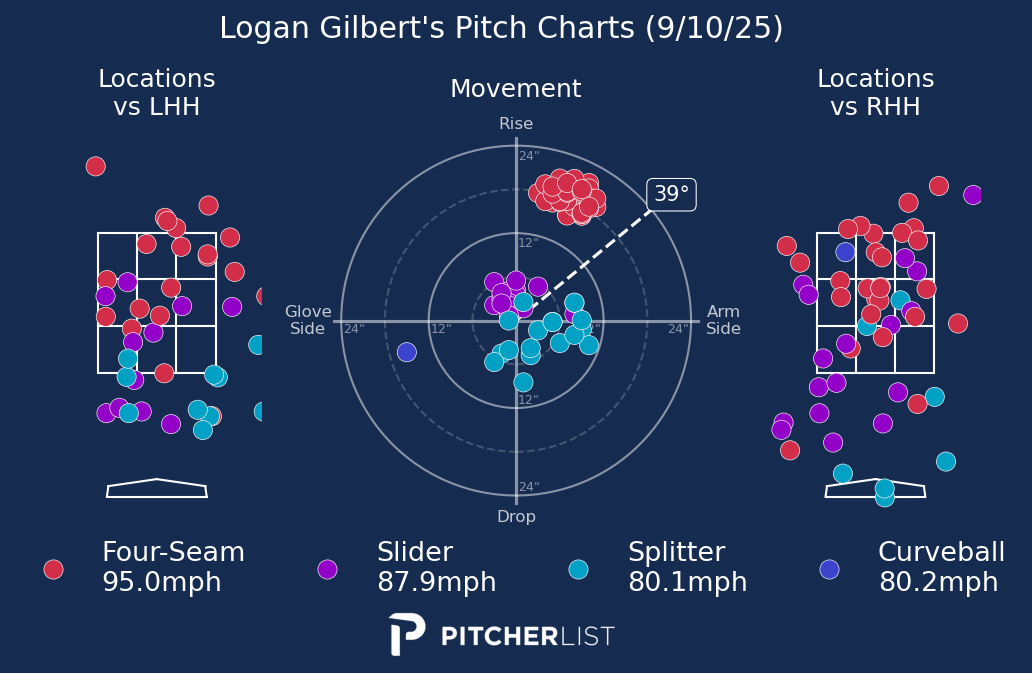 Logan Gilbert's Pitch Charts (9/10/25)
Locations
vs LHH
Movement
Locations
vs RHH
Rise
24"
39°
12"
Glove
Side
24"
12"
24"
Arm
Side
12"
24"
Drop
Four-Seam
95.0mph
Slider
87.9mph
Splitter
80.1mph
Curveball
80.2mph
PITCHERLIST